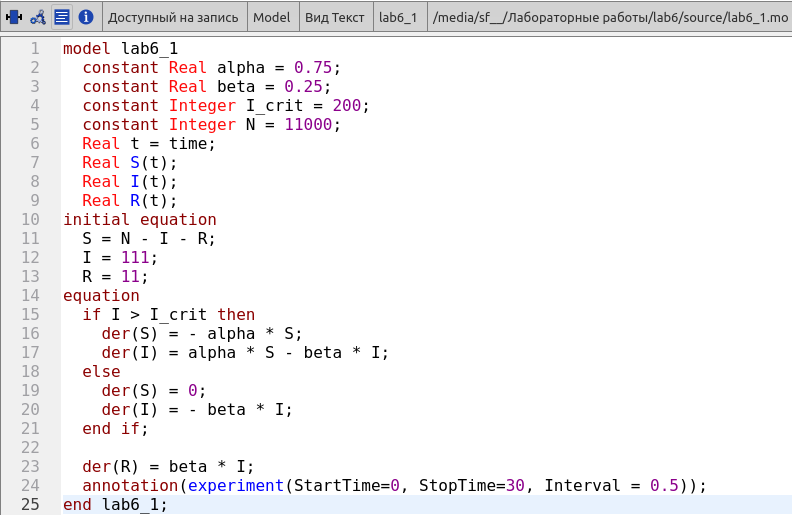 Доступный на запись Model Вид Текст lab6_1 /media/sf__/Лабораторные работы/lab6/source/lab6_1.mo
1 model lab6_1
2   constant Real alpha = 0.75;
3   constant Real beta = 0.25;
4   constant Integer I_crit = 200;
5   constant Integer N = 11000;
6   Real t = time;
7   Real S(t);
8   Real I(t);
9   Real R(t);
10 initial equation
11   S = N - I - R;
12   I = 111;
13   R = 11;
14 equation
15   if I > I_crit then
16     der(S) = - alpha * S;
17     der(I) = alpha * S - beta * I;
18   else
19     der(S) = 0;
20     der(I) = - beta * I;
21   end if;
22
23   der(R) = beta * I;
24   annotation(experiment(StartTime=0, StopTime=30, Interval = 0.5));
25 end lab6_1;